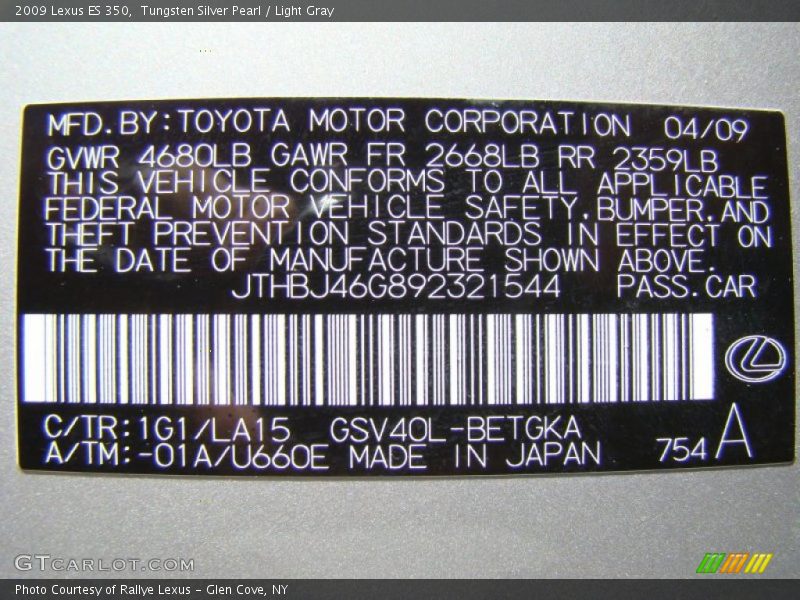 2009 Lexus ES 350, Tungsten Silver Pearl / Light Gray
MFD.BY:TOYOTA MOTOR CORPORATION 04/09
GVWR 4680LB GAWR FR 2668LB RR 2359LB
THIS VEHICLE CONFORMS TO ALL APPLICABLE
FEDERAL MOTOR VEHICLE SAFETY,BUMPER,AND
THEFT PREVENTION STANDARDS IN EFFECT ON
THE DATE OF MANUFACTURE SHOWN ABOVE.
JTHBJ46G892321544 PASS.CAR
C/TR:1G1/LA15 GSV40L-BETGKA
A/TM:-01A/U660E MADE IN JAPAN 754 A
GTCARLOT.COM
Photo Courtesy of Rallye Lexus - Glen Cove, NY